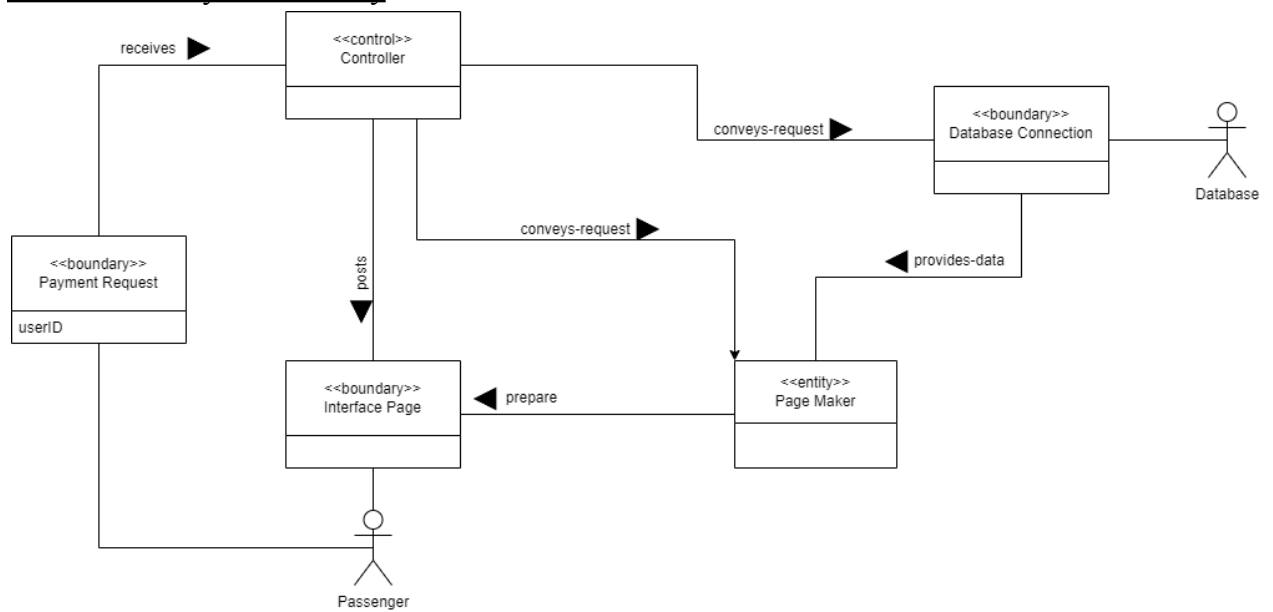 receives
<<control>>
Controller
conveys-request
<<boundary>>
Database Connection
Database
conveys-request
provides-data
<<boundary>>
Payment Request
userID
posts
<<boundary>>
Interface Page
prepare
<<entity>>
Page Maker
Passenger